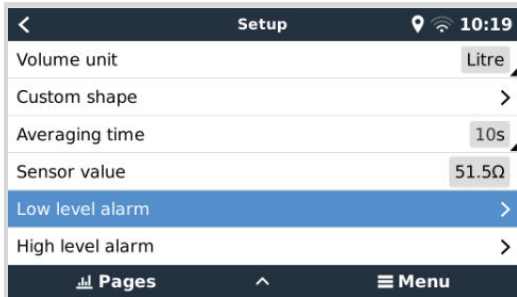 Setup 10:19
Volume unit Litre
Custom shape
Averaging time 10s
Sensor value 51.5Ω
Low level alarm
High level alarm
Pages Menu